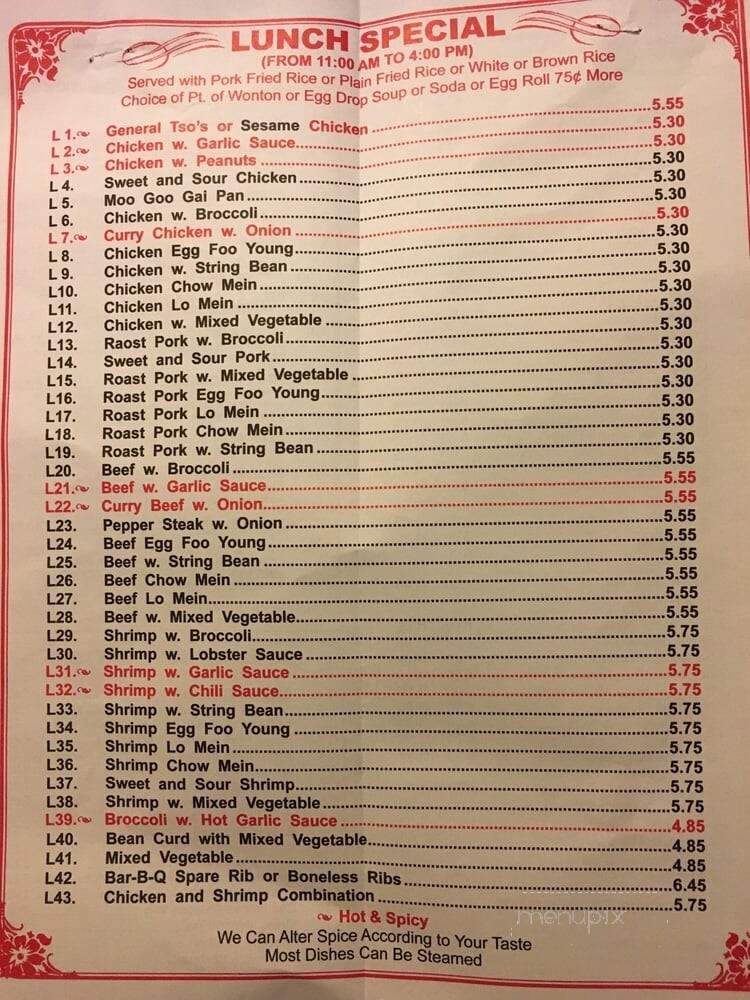 LUNCH SPECIAL
(FROM 11:00 AM TO 4:00 PM)
Served with Pork Fried Rice or Plain Fried Rice or White or Brown Rice
Choice of Pt. of Wonton or Egg Drop Soup or Soda or Egg Roll 75¢ More
L 1. General Tso's or Sesame Chicken 5.55
L 2. Chicken w. Garlic Sauce 5.30
L 3. Chicken w. Peanuts 5.30
L 4. Sweet and Sour Chicken 5.30
L 5. Moo Goo Gai Pan 5.30
L 6. Chicken w. Broccoli 5.30
L 7. Curry Chicken w. Onion 5.30
L 8. Chicken Egg Foo Young 5.30
L 9. Chicken w. String Bean 5.30
L10. Chicken Chow Mein 5.30
L11. Chicken Lo Mein 5.30
L12. Chicken w. Mixed Vegetable 5.30
L13. Raost Pork w. Broccoli 5.30
L14. Sweet and Sour Pork 5.30
L15. Roast Pork w. Mixed Vegetable 5.30
L16. Roast Pork Egg Foo Young 5.30
L17. Roast Pork Lo Mein 5.30
L18. Roast Pork Chow Mein 5.30
L19. Roast Pork w. String Bean 5.30
L20. Beef w. Broccoli 5.55
L21. Beef w. Garlic Sauce 5.55
L22. Curry Beef w. Onion 5.55
L23. Pepper Steak w. Onion 5.55
L24. Beef Egg Foo Young 5.55
L25. Beef w. String Bean 5.55
L26. Beef Chow Mein 5.55
L27. Beef Lo Mein 5.55
L28. Beef w. Mixed Vegetable 5.55
L29. Shrimp w. Broccoli 5.75
L30. Shrimp w. Lobster Sauce 5.75
L31. Shrimp w. Garlic Sauce 5.75
L32. Shrimp w. Chili Sauce 5.75
L33. Shrimp w. String Bean 5.75
L34. Shrimp Egg Foo Young 5.75
L35. Shrimp Lo Mein 5.75
L36. Shrimp Chow Mein 5.75
L37. Sweet and Sour Shrimp 5.75
L38. Shrimp w. Mixed Vegetable 5.75
L39. Broccoli w. Hot Garlic Sauce 4.85
L40. Bean Curd with Mixed Vegetable 4.85
L41. Mixed Vegetable 4.85
L42. Bar-B-Q Spare Rib or Boneless Ribs 6.45
L43. Chicken and Shrimp Combination 5.75
Hot & Spicy
menupix
We Can Alter Spice According to Your Taste
Most Dishes Can Be Steamed